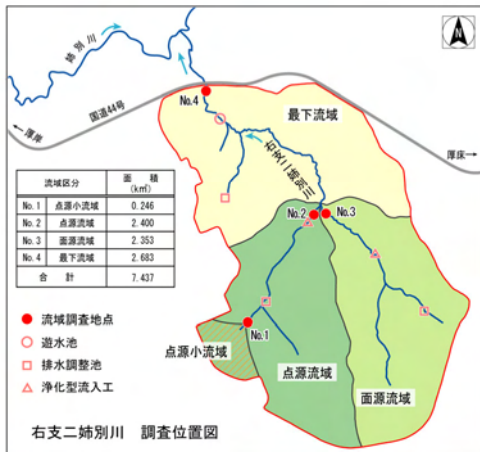 N
姉別川
No.4
国道44号
←厚岸
最下流域
厚床→
右支二姉別川
流域区分 面積(k㎡)
No.1 点源小流域 0.246
No.2 点源流域 2.400
No.3 面源流域 2.353
No.4 最下流域 2.683
合計 7.437
No.2
No.3
流域調査地点
遊水池
排水調整池
浄化型流入工
No.1
点源小流域
点源流域
面源流域
右支二姉別川 調査位置図